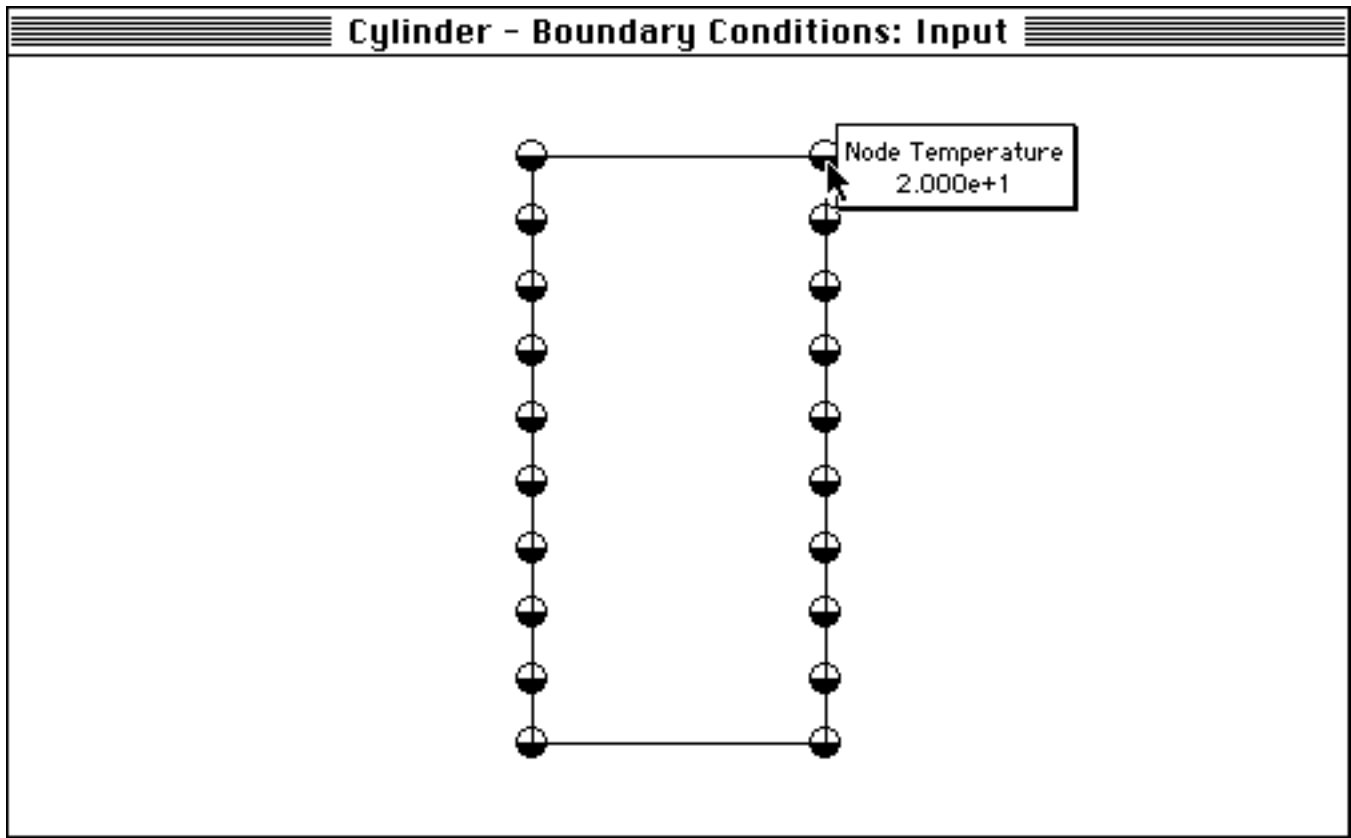 Cylinder - Boundary Conditions: Input
Node Temperature
2.000e+1